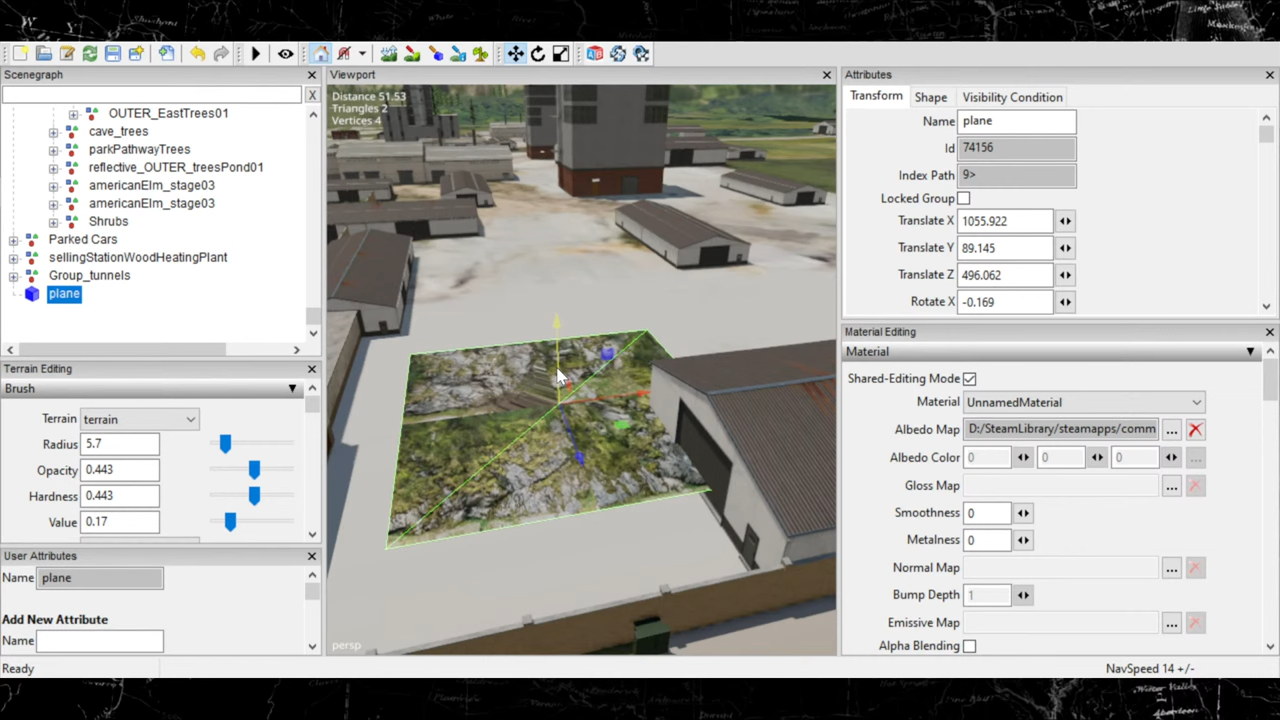 Scenegraph
X
OUTER_EastTrees01
cave_trees
parkPathwayTrees
reflective_OUTER_treesPond01
americanElm_stage03
americanElm_stage03
Shrubs
Parked Cars
sellingStationWoodHeatingPlant
Group_tunnels
plane
Terrain Editing
Brush
Terrain terrain
Radius 5.7
Opacity 0.443
Hardness 0.443
Value 0.17
User Attributes
Name plane
Add New Attribute
Name
Ready
Viewport
Distance 51.53
Triangles 2
Vertices 4
persp
Attributes
Transform Shape Visibility Condition
Name plane
Id 74156
Index Path 9>
Locked Group
Translate X 1055.922
Translate Y 89.145
Translate Z 496.062
Rotate X -0.169
Material Editing
Material
Shared-Editing Mode
Material UnnamedMaterial
Albedo Map D:/SteamLibrary/steamapps/comm ...
Albedo Color 0 0 0 ...
Gloss Map ...
Smoothness 0
Metalness 0
Normal Map ...
Bump Depth 1
Emissive Map ...
Alpha Blending
NavSpeed 14 +/-